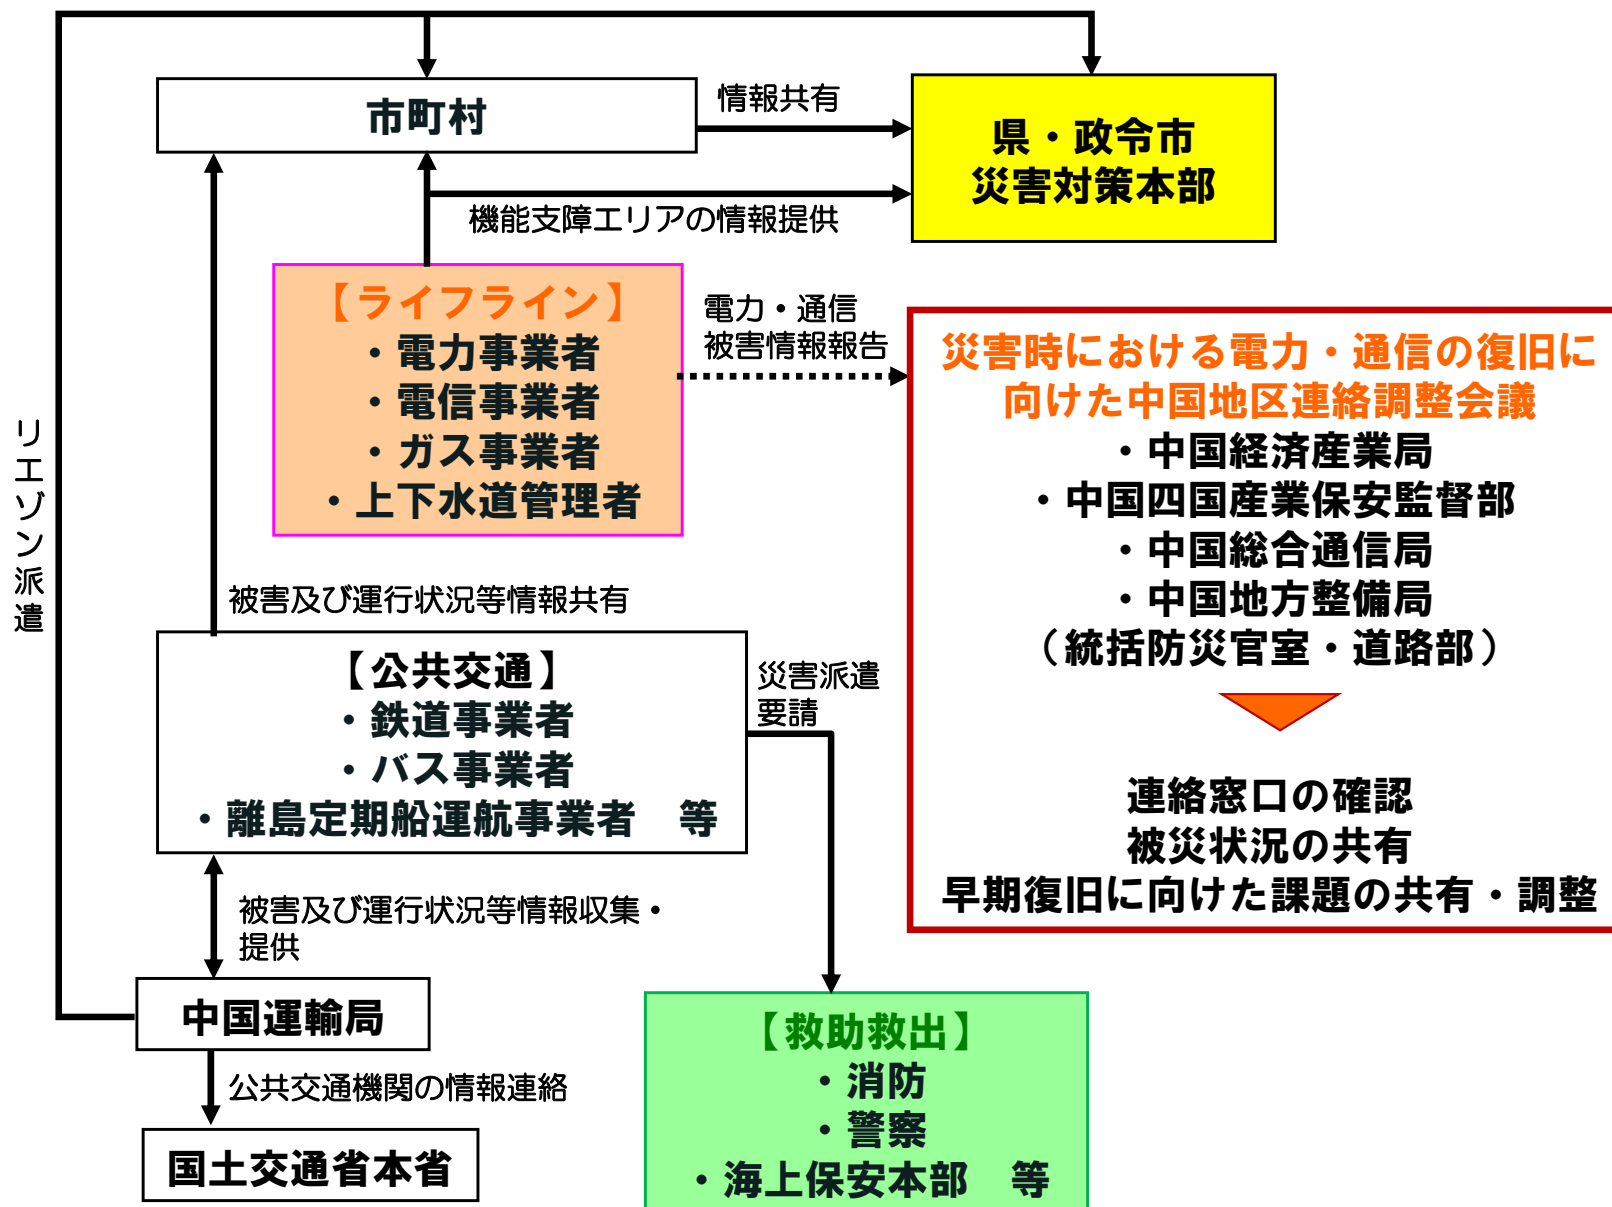 市町村
情報共有
県・政令市
災害対策本部
機能支障エリアの情報提供
【ライフライン】
・電力事業者
・電信事業者
・ガス事業者
・上下水道管理者
電力・通信
被害情報報告
災害時における電力・通信の復旧に
向けた中国地区連絡調整会議
・中国経済産業局
・中国四国産業保安監督部
・中国総合通信局
・中国地方整備局
（統括防災官室・道路部）
連絡窓口の確認
被災状況の共有
早期復旧に向けた課題の共有・調整
リエゾン派遣
被害及び運行状況等情報共有
【公共交通】
・鉄道事業者
・バス事業者
・離島定期船運航事業者　等
災害派遣
要請
被害及び運行状況等情報収集・
提供
中国運輸局
公共交通機関の情報連絡
国土交通省本省
【救助救出】
・消防
・警察
・海上保安本部　等